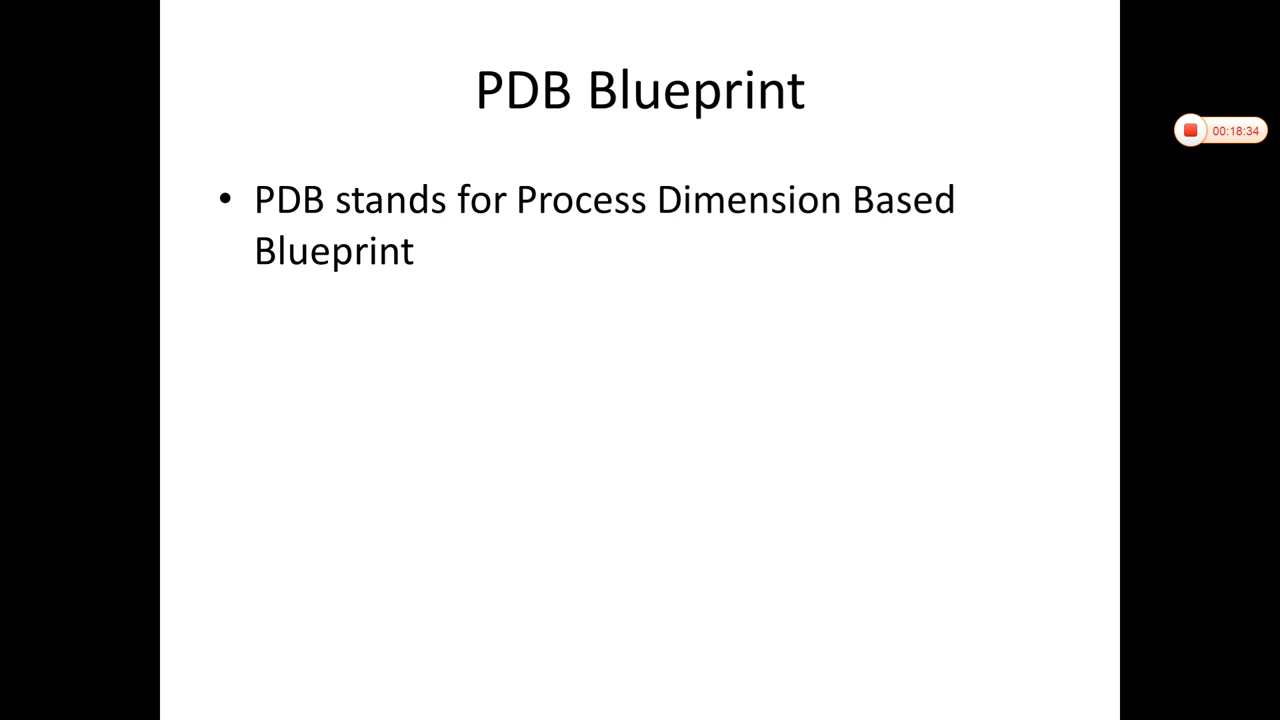 PDB Blueprint
00:18:34
• PDB stands for Process Dimension Based
Blueprint